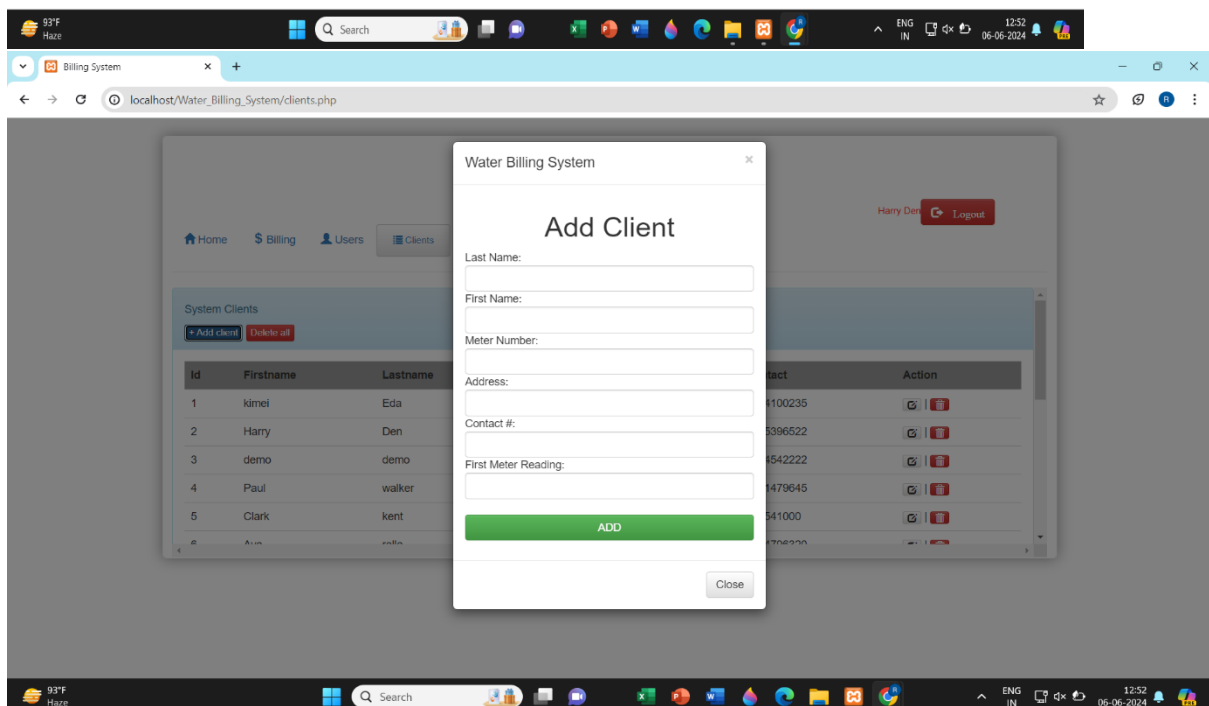 93°F
Haze
Search
ENG
IN
12:52
06-06-2024
Billing System
localhost/Water_Billing_System/clients.php
Water Billing System
Harry Den Logout
Home $ Billing Users Clients
Add Client
Last Name:
First Name:
Meter Number:
Address:
Contact #:
First Meter Reading:
ADD
Close
System Clients
+ Add client Delete all
Id Firstname Lastname tact Action
1 kimei Eda 4100235
2 Harry Den 5396522
3 demo demo 4542222
4 Paul walker 1479645
5 Clark kent 541000
93°F
Haze
Search
ENG
IN
12:52
06-06-2024